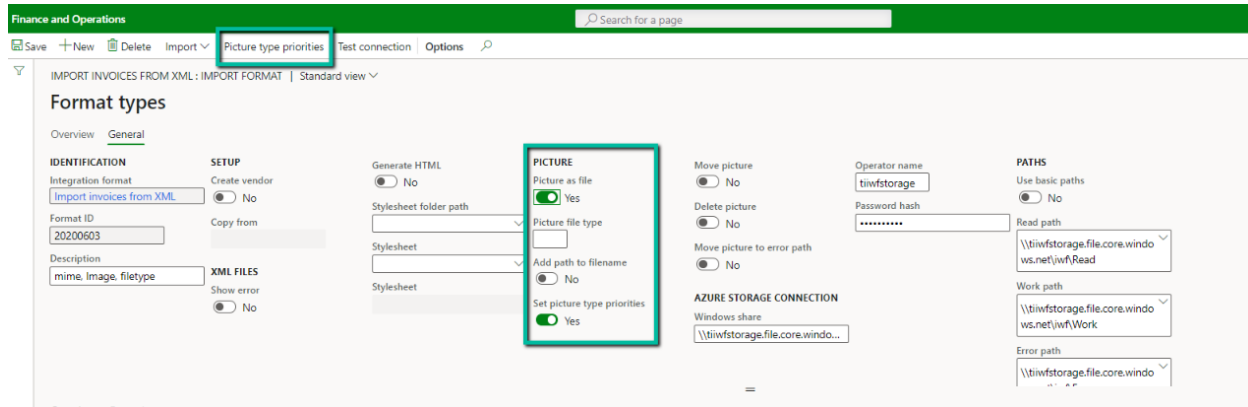 Finance and Operations
Search for a page
Save New Delete Import Picture type priorities Test connection Options
IMPORT INVOICES FROM XML : IMPORT FORMAT | Standard view
Format types
Overview General
IDENTIFICATION
Integration format
Import invoices from XML
Format ID
20200603
Description
mime, Image, filetype
SETUP
Create vendor
No
Copy from
XML FILES
Show error
No
Generate HTML
No
Stylesheet folder path
Stylesheet
Stylesheet
PICTURE
Picture as file
Yes
Picture file type
Add path to filename
No
Set picture type priorities
Yes
Move picture
No
Delete picture
No
Move picture to error path
No
AZURE STORAGE CONNECTION
Windows share
\\tiiwfstorage.file.core.windo...
Operator name
tiiwfstorage
Password hash
••••••••••
PATHS
Use basic paths
No
Read path
\\tiiwfstorage.file.core.windo
ws.net\iwf\Read
Work path
\\tiiwfstorage.file.core.windo
ws.net\iwf\Work
Error path
\\tiiwfstorage.file.core.windo